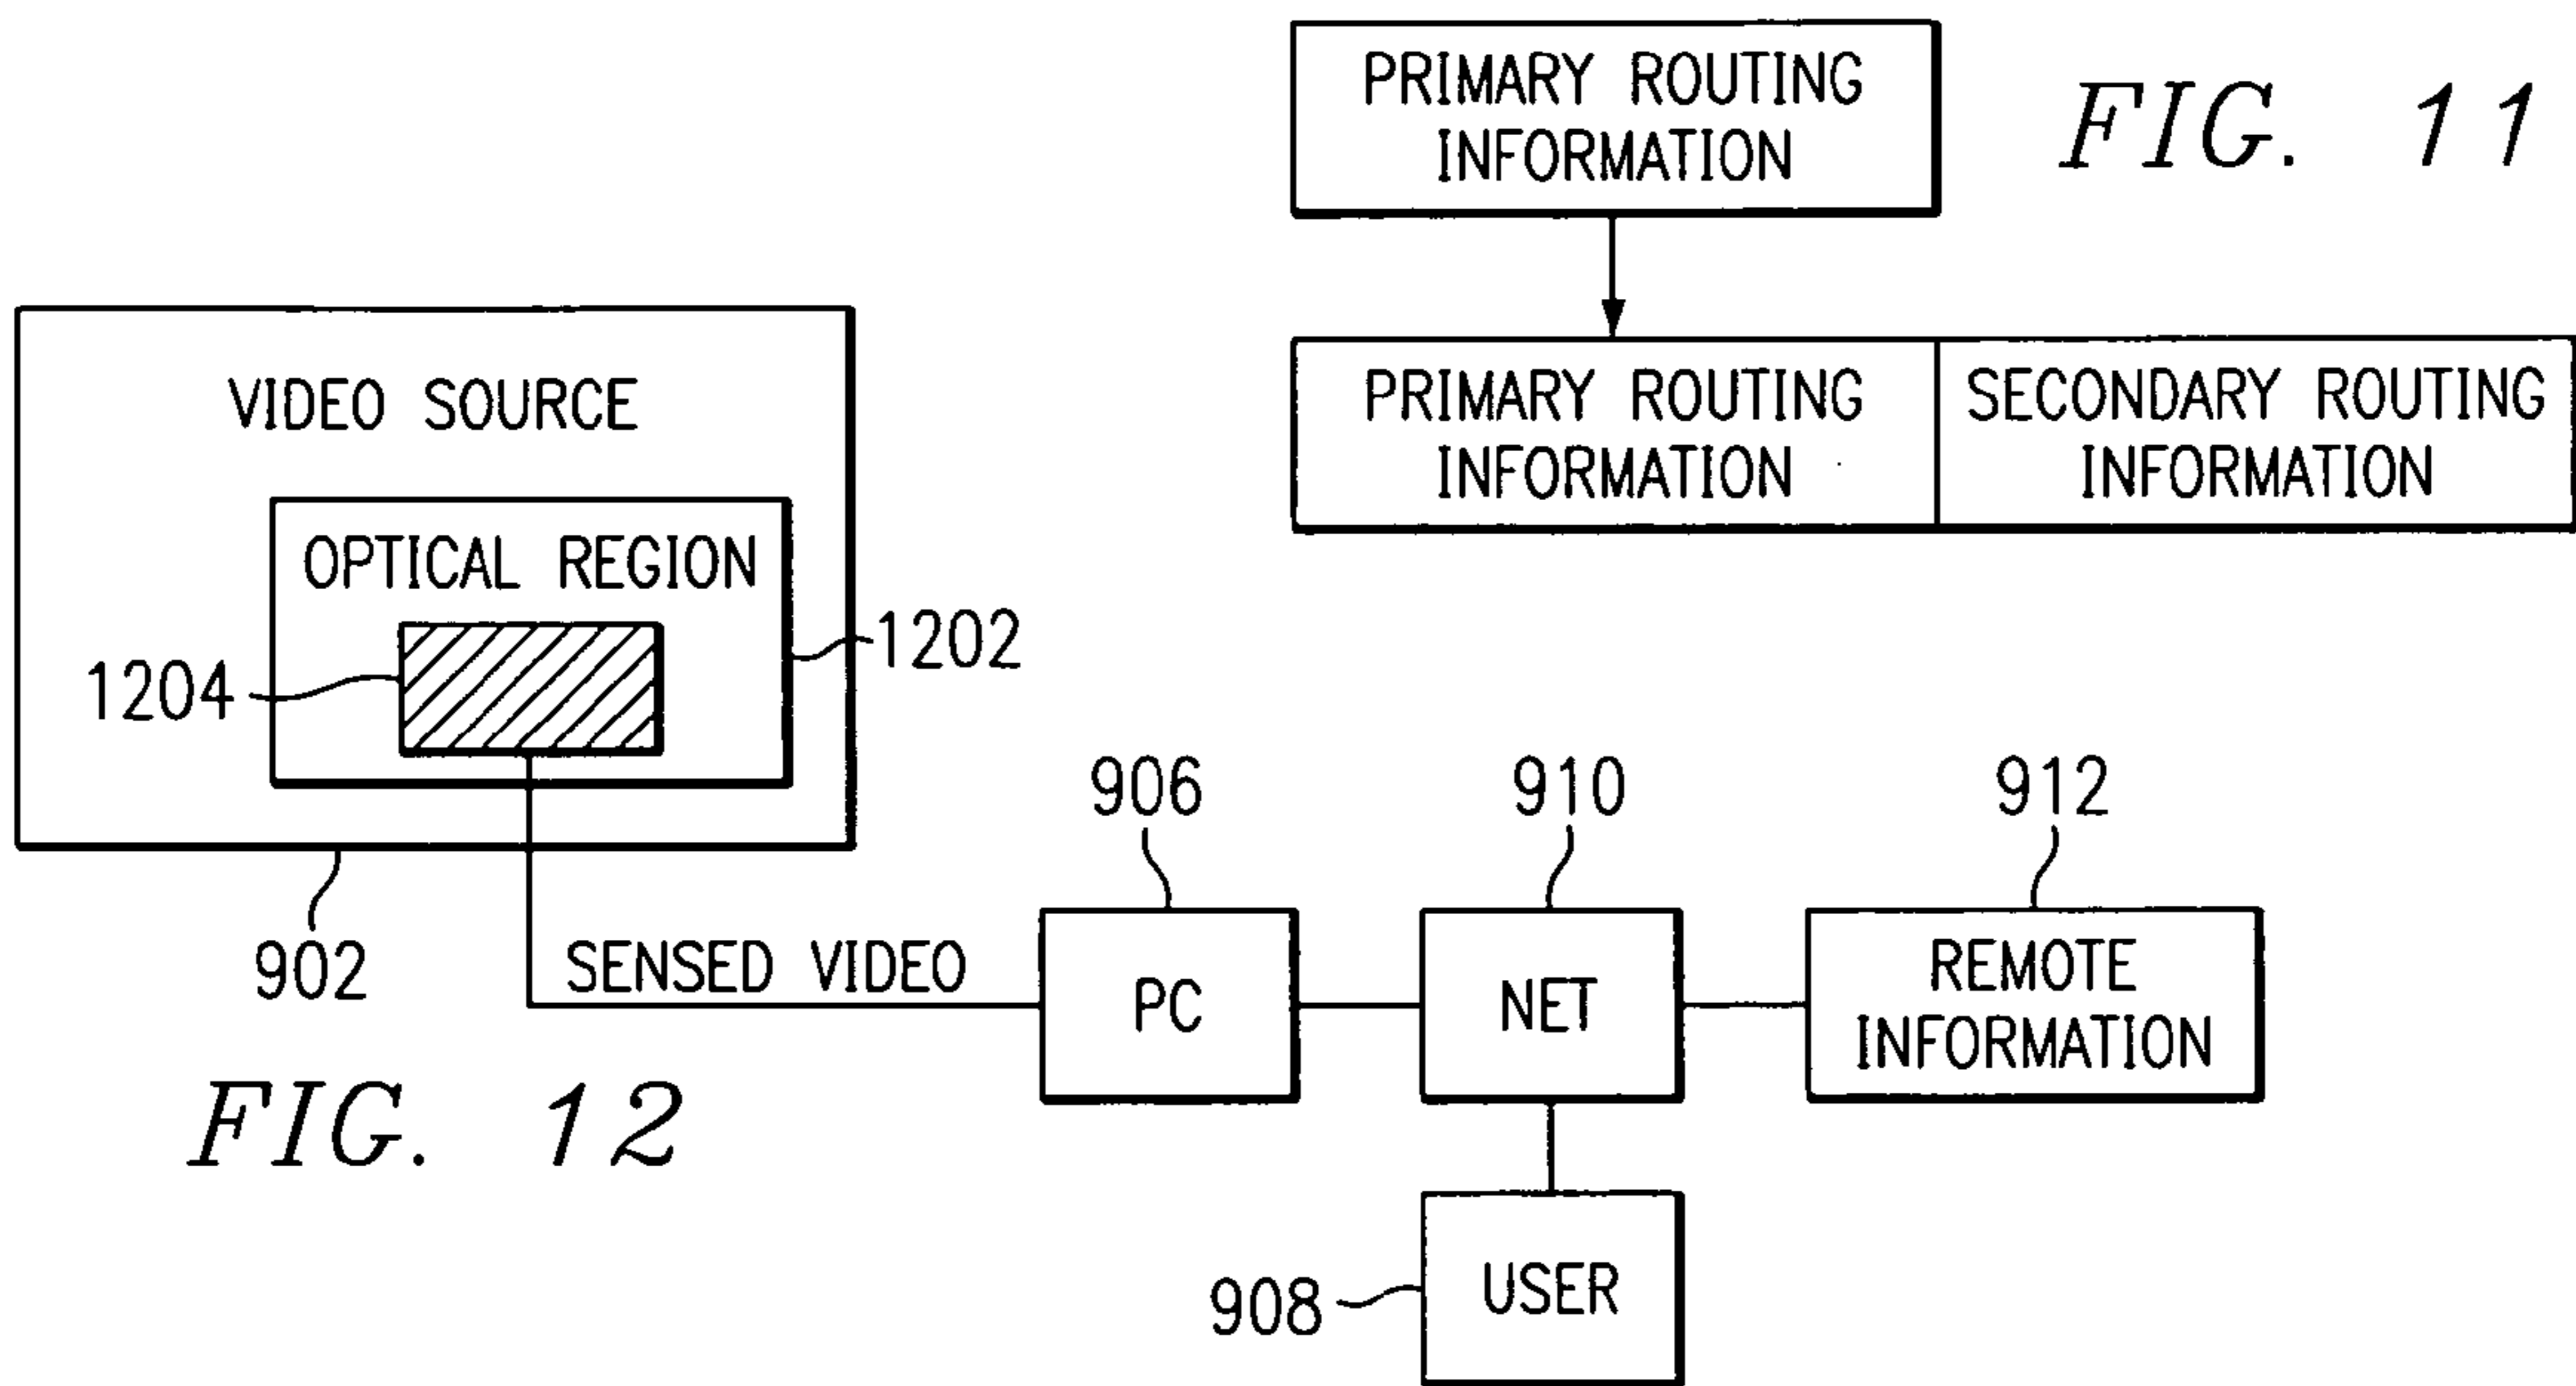 PRIMARY ROUTING
INFORMATION
FIG. 11
PRIMARY ROUTING
INFORMATION
SECONDARY ROUTING
INFORMATION
VIDEO SOURCE
OPTICAL REGION
1202
1204
902
SENSED VIDEO
906
PC
910
NET
912
REMOTE
INFORMATION
908
USER
FIG. 12